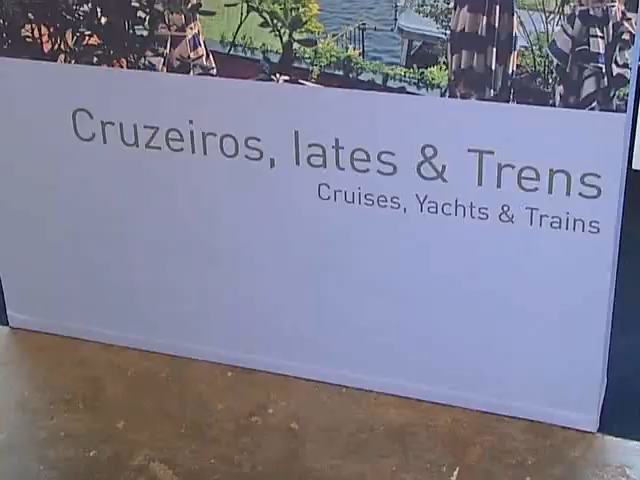 Cruzeiros, Iates & Trens
Cruises, Yachts & Trains